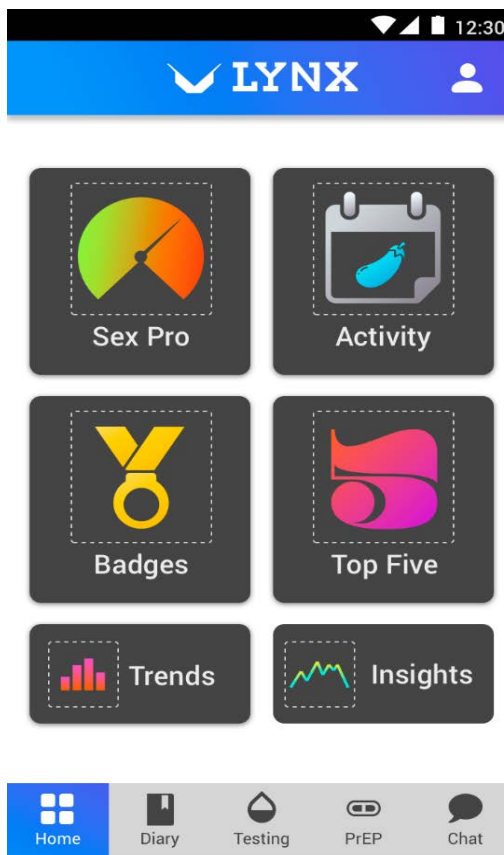 12:30
LYNX
Sex Pro
Activity
Badges
Top Five
Trends
Insights
Home
Diary
Testing
PrEP
Chat